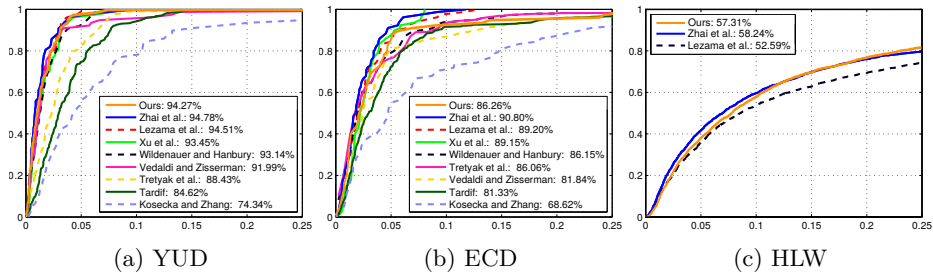 1
0.8
0.6
0.4
0.2
0
0 0.05 0.1 0.15 0.2 0.25
Ours: 94.27%
Zhai et al.: 94.78%
Lezama et al.: 94.51%
Xu et al.: 93.45%
Wildenauer and Hanbury: 93.14%
Vedaldi and Zisserman: 91.99%
Tretyak et al.: 88.43%
Tardif: 84.62%
Kosecka and Zhang: 74.34%
(a) YUD
1
0.8
0.6
0.4
0.2
0
0 0.05 0.1 0.15 0.2 0.25
Ours: 86.26%
Zhai et al.: 90.80%
Lezama et al.: 89.20%
Xu et al.: 89.15%
Wildenauer and Hanbury: 86.15%
Tretyak et al.: 86.06%
Vedaldi and Zisserman: 81.84%
Tardif: 81.33%
Kosecka and Zhang: 68.62%
(b) ECD
1
0.8
0.6
0.4
0.2
0
0 0.05 0.1 0.15 0.2 0.25
Ours: 57.31%
Zhai et al.: 58.24%
Lezama et al.: 52.59%
(c) HLW